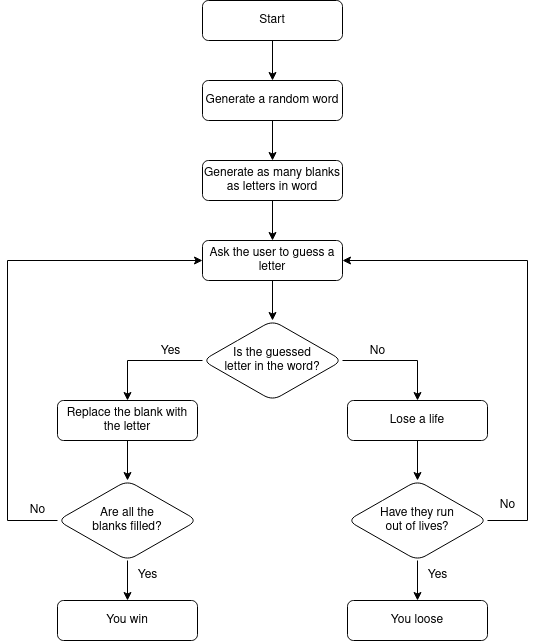 Start
Generate a random word
Generate as many blanks
as letters in word
Ask the user to guess a
letter
Is the guessed
letter in the word?
Yes
No
Replace the blank with
the letter
Lose a life
Are all the
blanks filled?
Have they run
out of lives?
No
No
Yes
Yes
You win
You loose